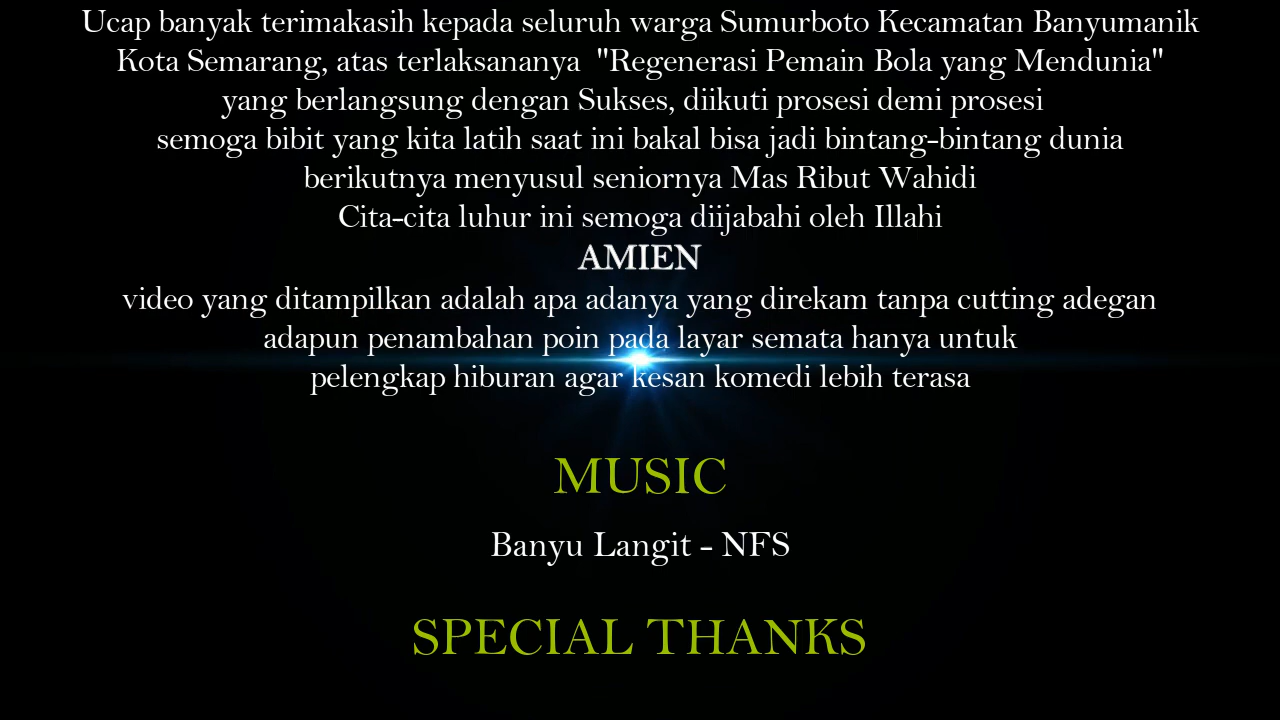 Ucap banyak terimakasih kepada seluruh warga Sumurboto Kecamatan Banyumanik
Kota Semarang, atas terlaksananya "Regenerasi Pemain Bola yang Mendunia"
yang berlangsung dengan Sukses, diikuti prosesi demi prosesi
semoga bibit yang kita latih saat ini bakal bisa jadi bintang-bintang dunia
berikutnya menyusul seniornya Mas Ribut Wahidi
Cita-cita luhur ini semoga diijabahi oleh Illahi
AMIEN
video yang ditampilkan adalah apa adanya yang direkam tanpa cutting adegan
adapun penambahan poin pada layar semata hanya untuk
pelengkap hiburan agar kesan komedi lebih terasa
MUSIC
Banyu Langit - NFS
SPECIAL THANKS